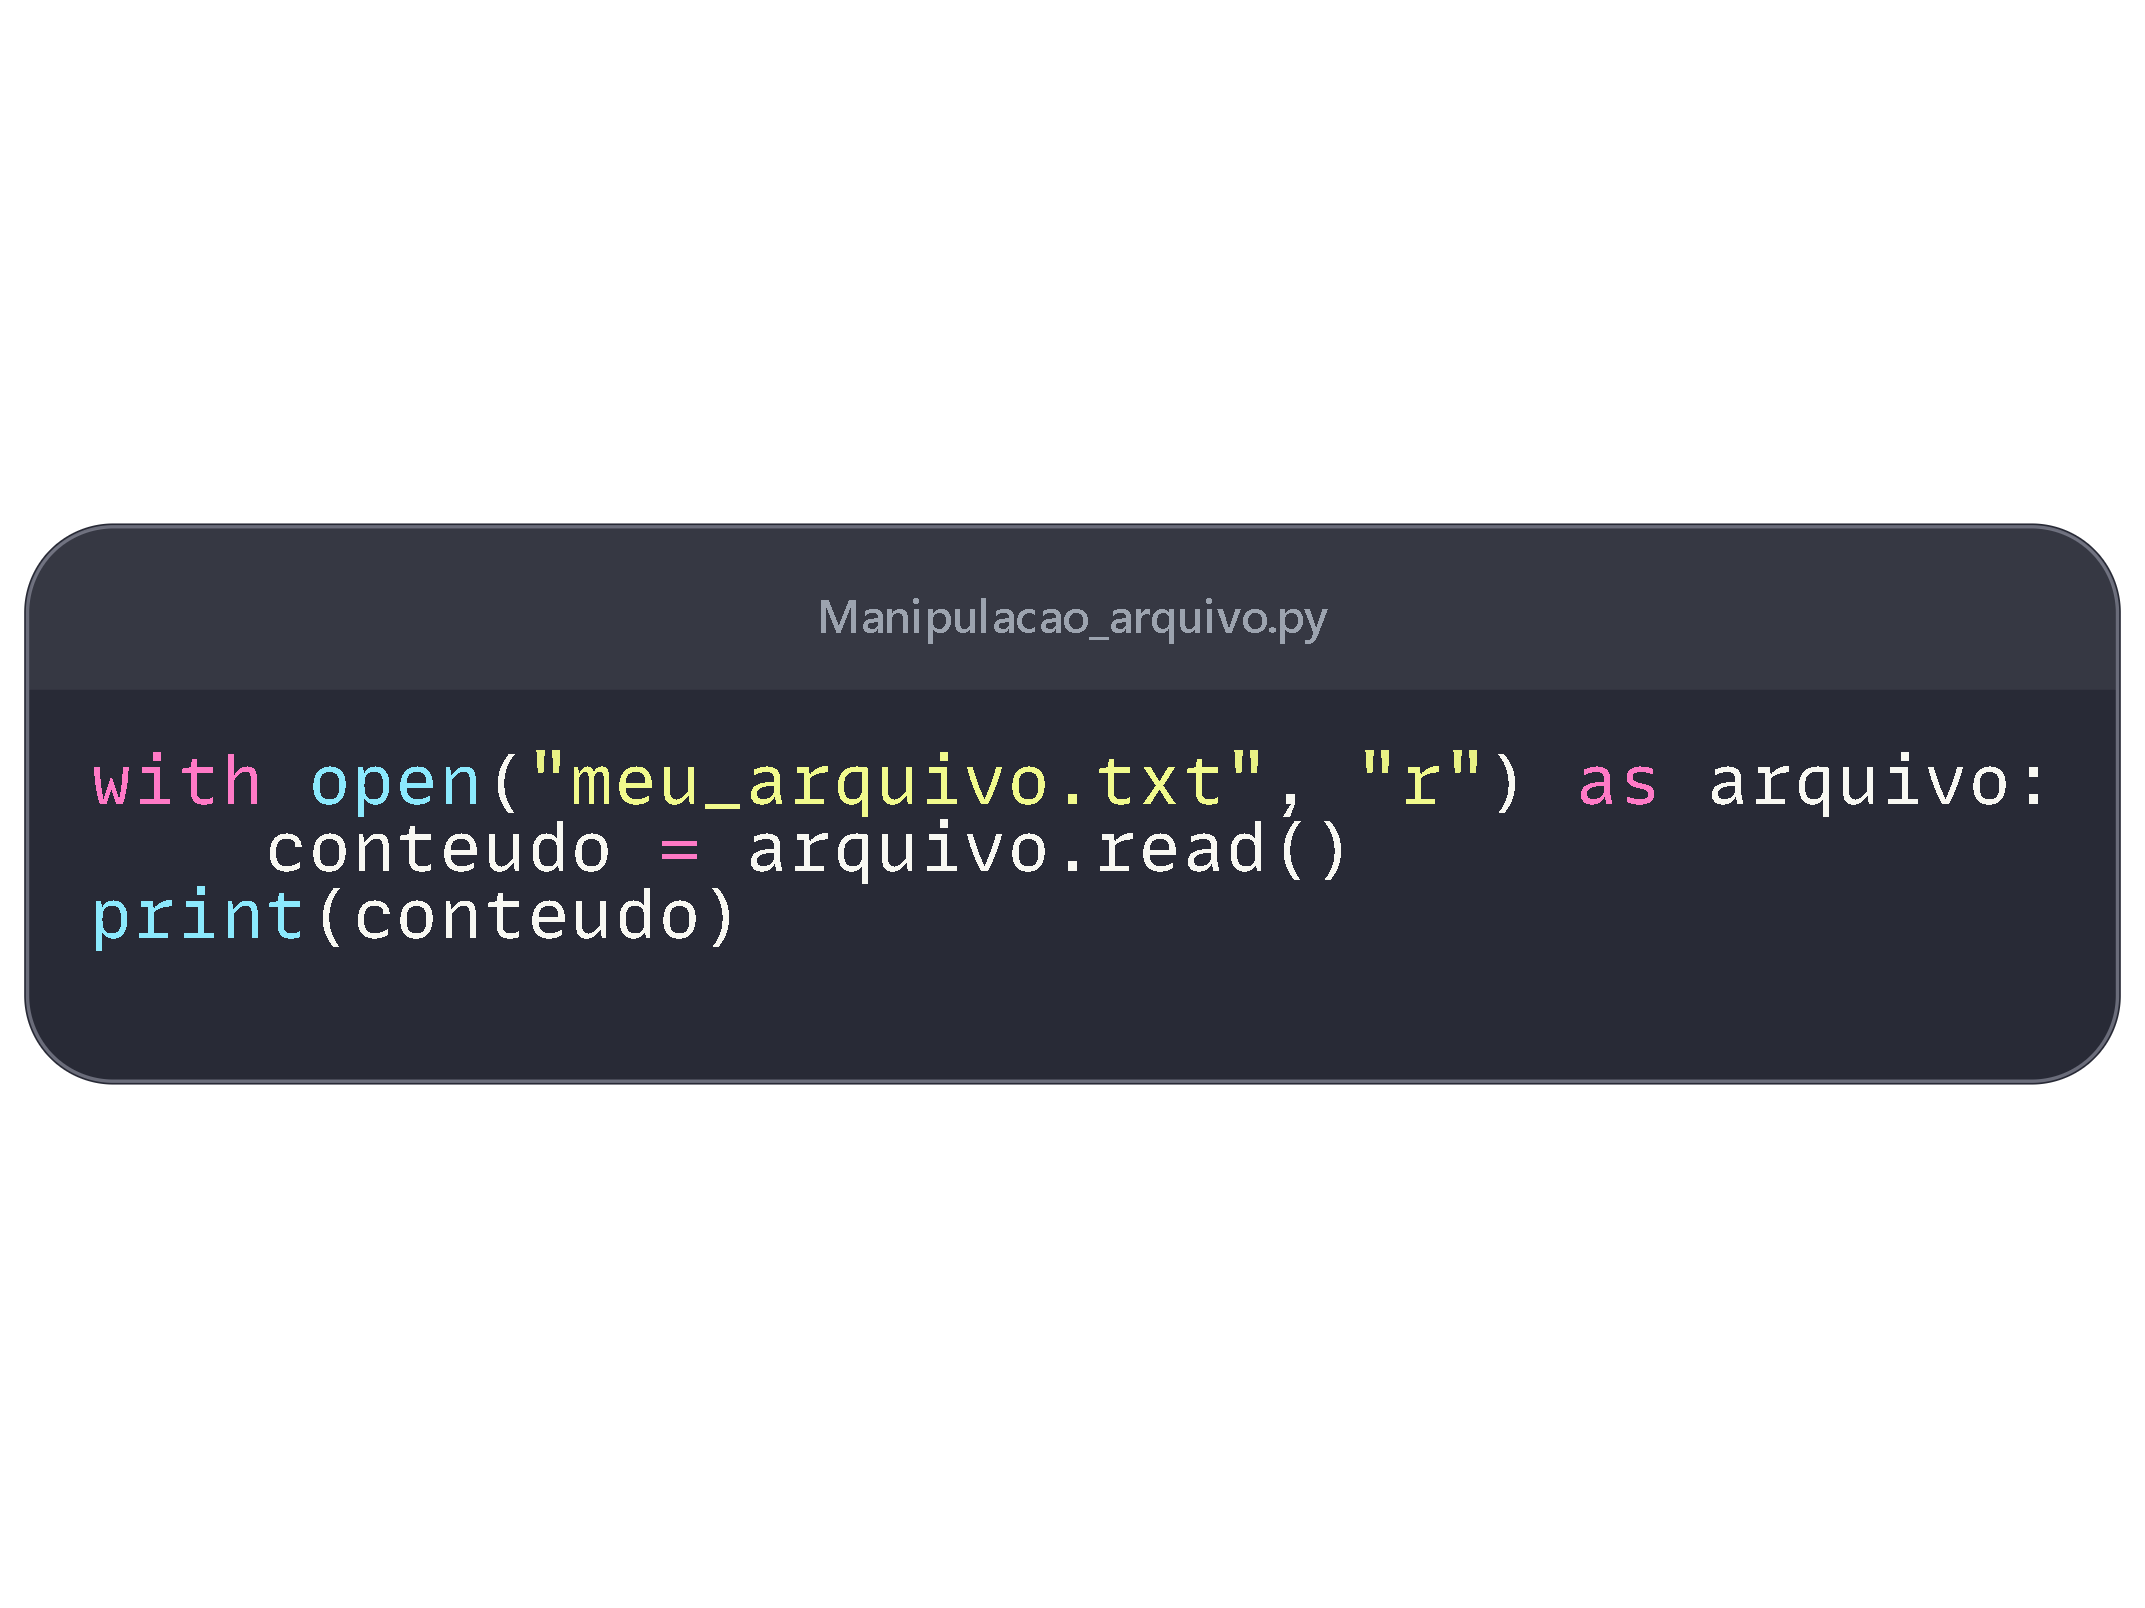 Manipulacao_arquivo.py
with open("meu_arquivo.txt", "r") as arquivo:
    conteudo = arquivo.read()
print(conteudo)